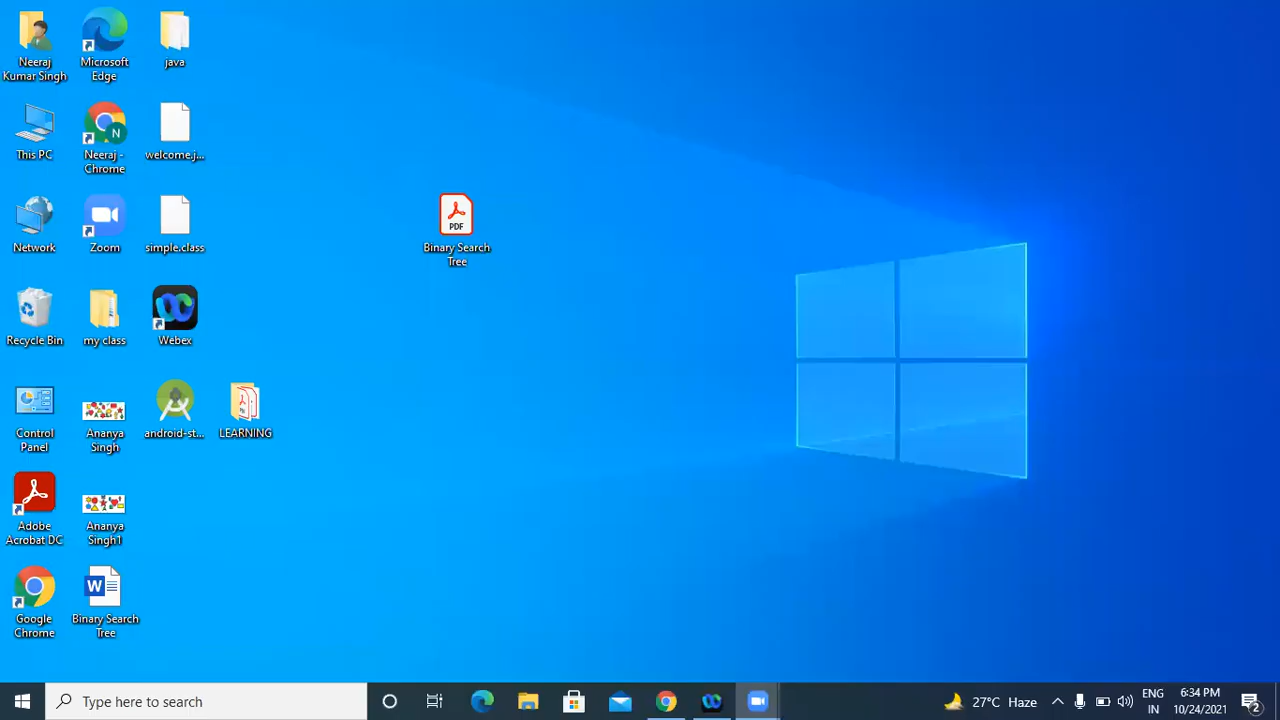 Neeraj
Kumar Singh
Microsoft
Edge
java
This PC
Neeraj -
Chrome
welcome.j...
Network
Zoom
simple.class
PDF
Binary Search
Tree
Recycle Bin
my class
Webex
Control
Panel
Ananya
Singh
android-st...
LEARNING
Adobe
Acrobat DC
Ananya
Singh1
Google
Chrome
W
Binary Search
Tree
N
Type here to search
27°C Haze
ENG
IN
6:34 PM
10/24/2021
2